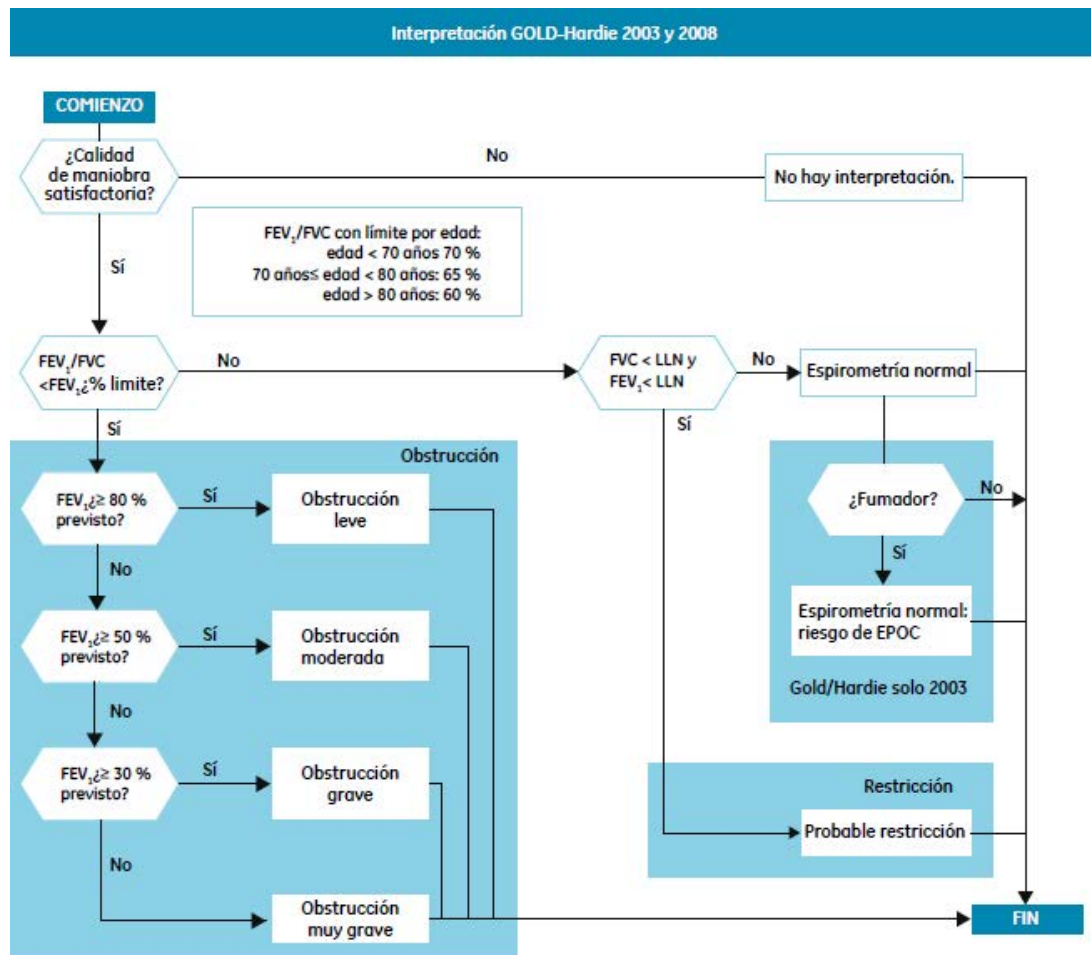 Interpretación GOLD-Hardie 2003 y 2008
COMIENZO
¿Calidad
de maniobra
satisfactoria?
No
No hay interpretación.
FEV₁/FVC con límite por edad:
edad < 70 años 70 %
70 años≤ edad < 80 años: 65 %
edad > 80 años: 60 %
Sí
FEV₁/FVC
<FEV₁¿% limite?
No
FVC < LLN y
FEV₁< LLN
No
Espirometría normal
Sí
Sí
Obstrucción
FEV₁¿≥ 80 %
previsto?
Sí
Obstrucción
leve
¿Fumador?
No
No
Sí
FEV₁¿≥ 50 %
previsto?
Sí
Obstrucción
moderada
Espirometría normal:
riesgo de EPOC
Gold/Hardie solo 2003
No
FEV₁¿≥ 30 %
previsto?
Sí
Obstrucción
grave
Restricción
Probable restricción
No
Obstrucción
muy grave
FIN